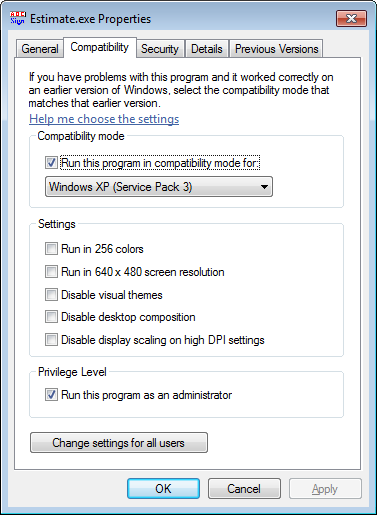 Estimate.exe Properties
General Compatibility Security Details Previous Versions
If you have problems with this program and it worked correctly on
an earlier version of Windows, select the compatibility mode that
matches that earlier version.
Help me choose the settings
Compatibility mode
Run this program in compatibility mode for:
Windows XP (Service Pack 3)
Settings
Run in 256 colors
Run in 640 x 480 screen resolution
Disable visual themes
Disable desktop composition
Disable display scaling on high DPI settings
Privilege Level
Run this program as an administrator
Change settings for all users
OK Cancel Apply